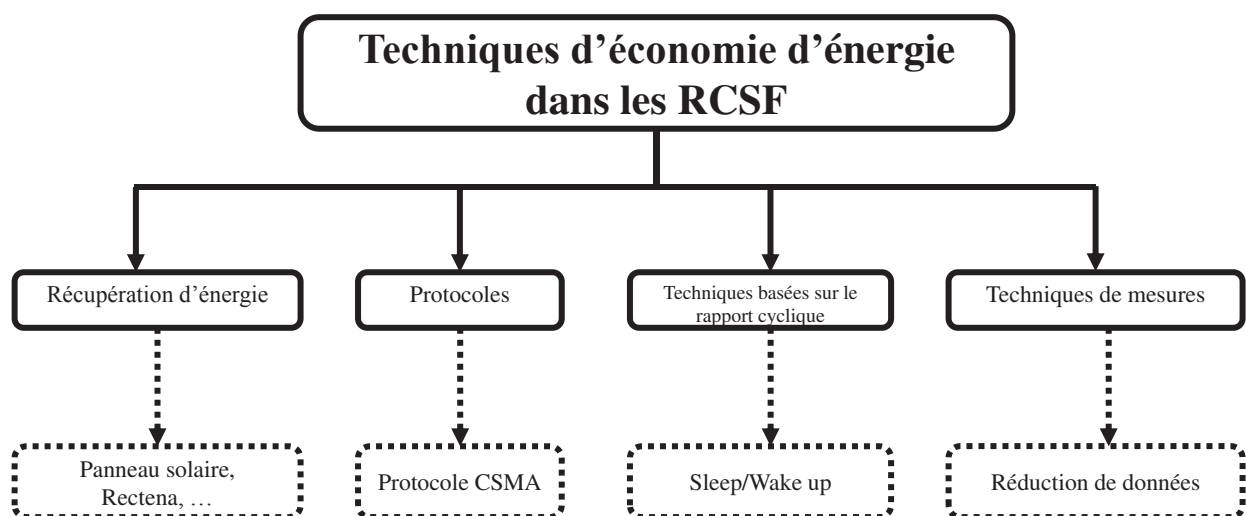 Techniques d’économie d’énergie
dans les RCSF
Récupération d’énergie
Protocoles
Techniques basées sur le
rapport cyclique
Techniques de mesures
Panneau solaire,
Rectena, …
Protocole CSMA
Sleep/Wake up
Réduction de données